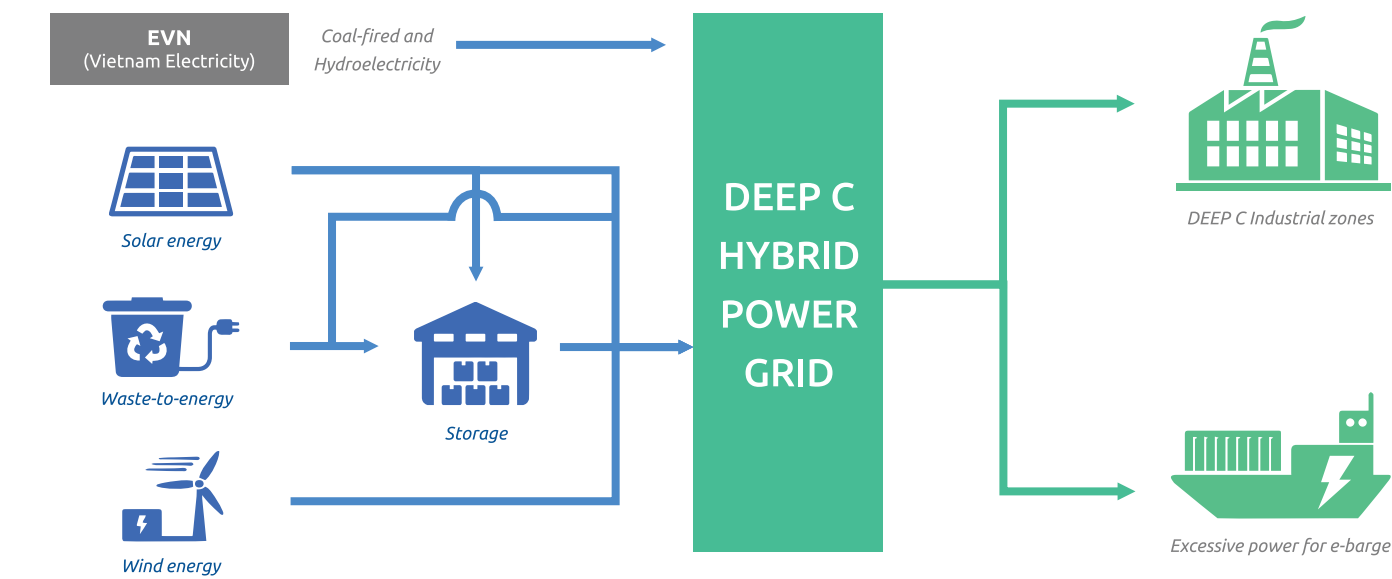 EVN
(Vietnam Electricity)
Coal-fired and
Hydroelectricity
Solar energy
Waste-to-energy
Wind energy
Storage
DEEP C
HYBRID
POWER
GRID
DEEP C Industrial zones
Excessive power for e-barge